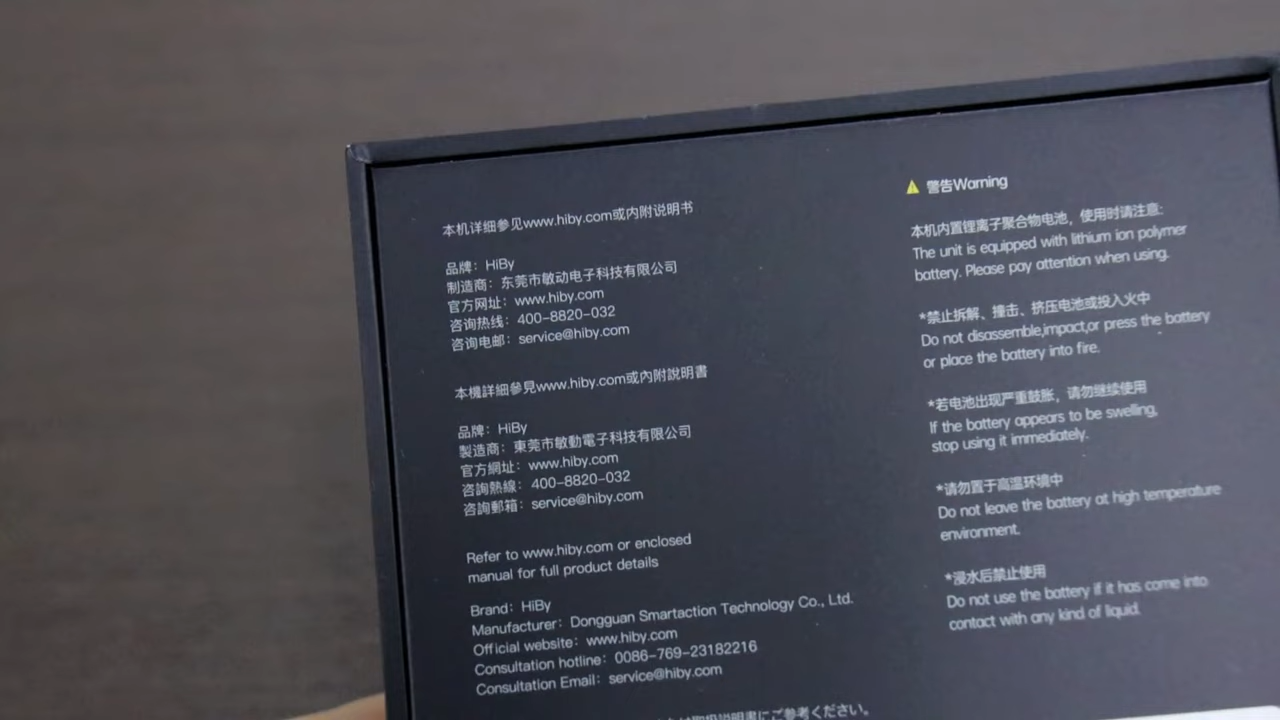 本机详细参见www.hiby.com或内附说明书
品牌：HiBy
制造商：东莞市敏动电子科技有限公司
官方网址：www.hiby.com
咨询热线：400-8820-032
咨询电邮：service@hiby.com
本機詳細參見www.hiby.com或內附說明書
品牌：HiBy
製造商：東莞市敏動電子科技有限公司
官方網址：www.hiby.com
咨詢熱線：400-8820-032
咨詢郵箱：service@hiby.com
Refer to www.hiby.com or enclosed
manual for full product details
Brand：HiBy
Manufacturer：Dongguan Smartaction Technology Co., Ltd.
Official website：www.hiby.com
Consultation hotline：0086-769-23182216
Consultation Email：service@hiby.com
取扱説明書にご参考ください。
警告Warning
本机内置锂离子聚合物电池，使用时请注意：
The unit is equipped with lithium ion polymer
battery. Please pay attention when using.
*禁止拆解、撞击、挤压电池或投入火中
Do not disassemble,impact,or press the battery
or place the battery into fire.
*若电池出现严重鼓胀，请勿继续使用
If the battery appears to be swelling,
stop using it immediately.
*请勿置于高温环境中
Do not leave the battery at high temperature
environment.
*浸水后禁止使用
Do not use the battery if it has come into
contact with any kind of liquid.